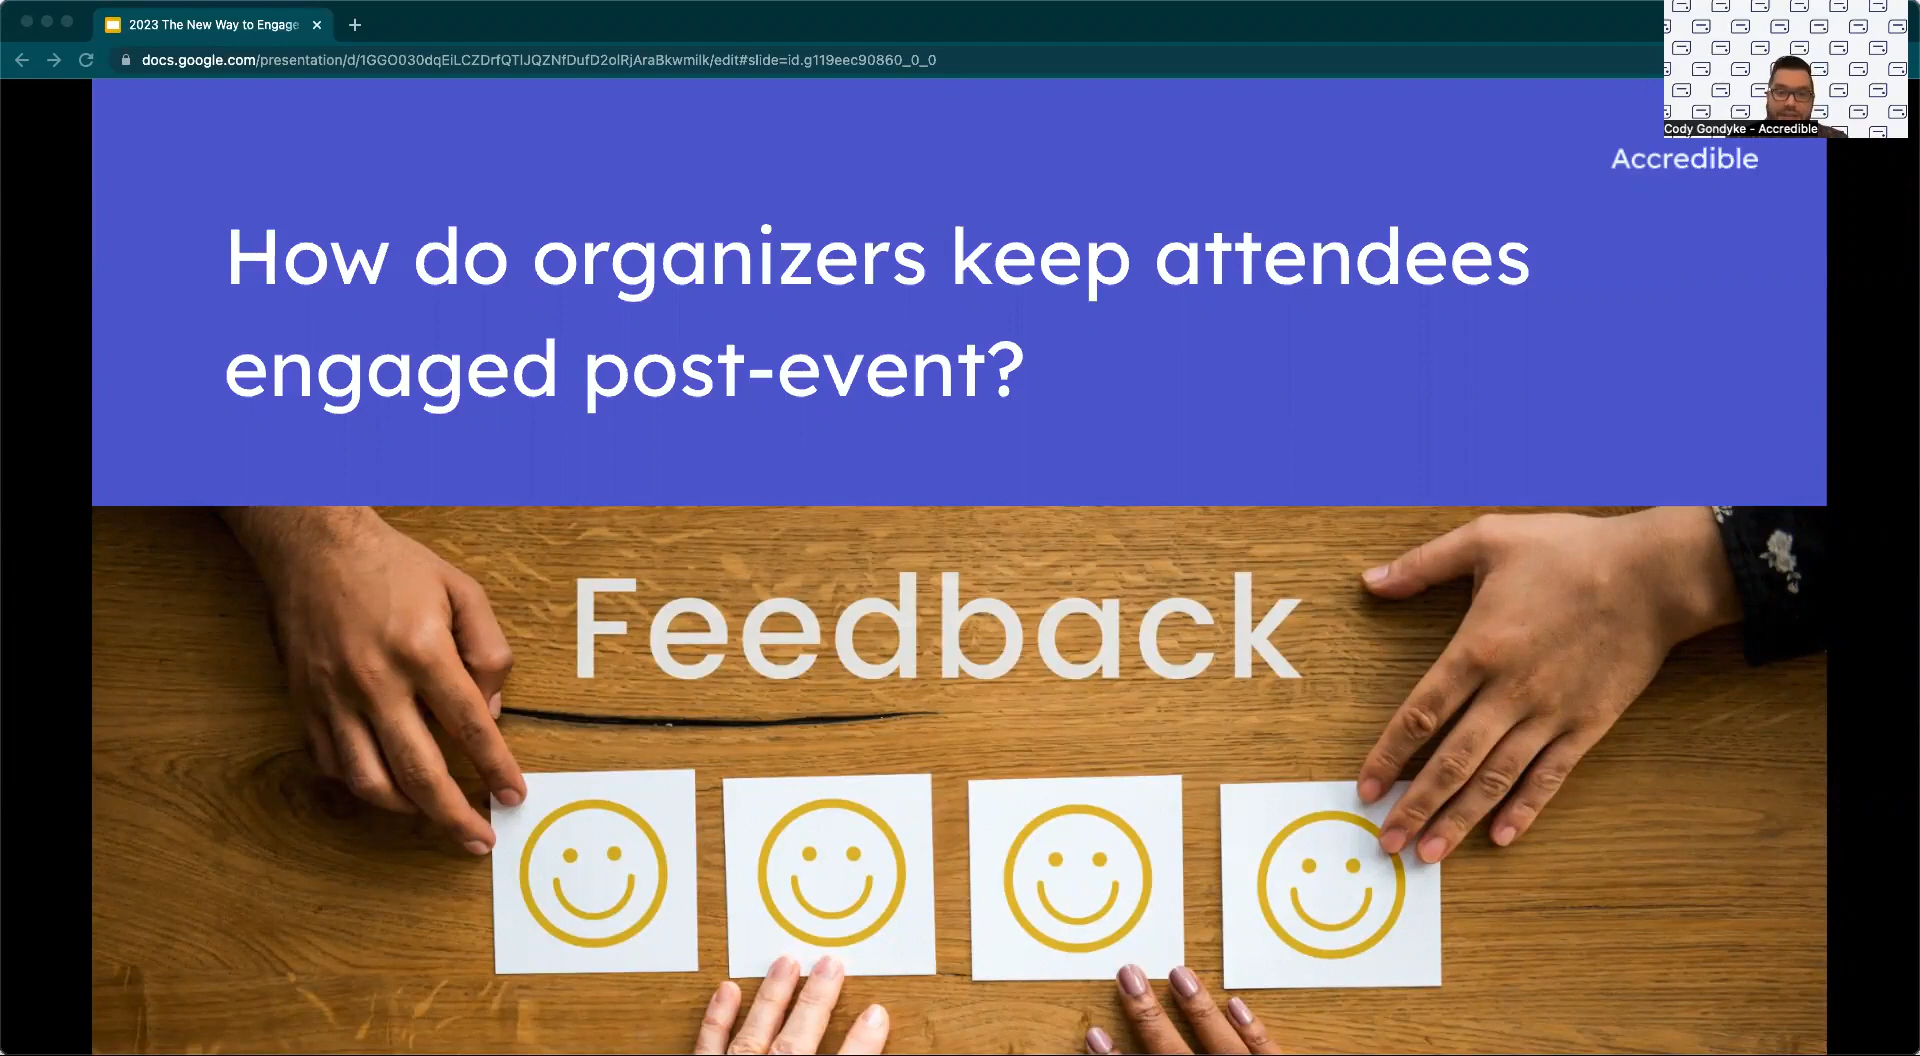 2023 The New Way to Engage
docs.google.com/presentation/d/1GGO030dqEiLCZDrfQTIJQZNfDufD2olRjAraBkwmilk/edit#slide=id.g119eec90860_0_0
Cody Gondyke - Accredible
Accredible
How do organizers keep attendees
engaged post-event?
Feedback